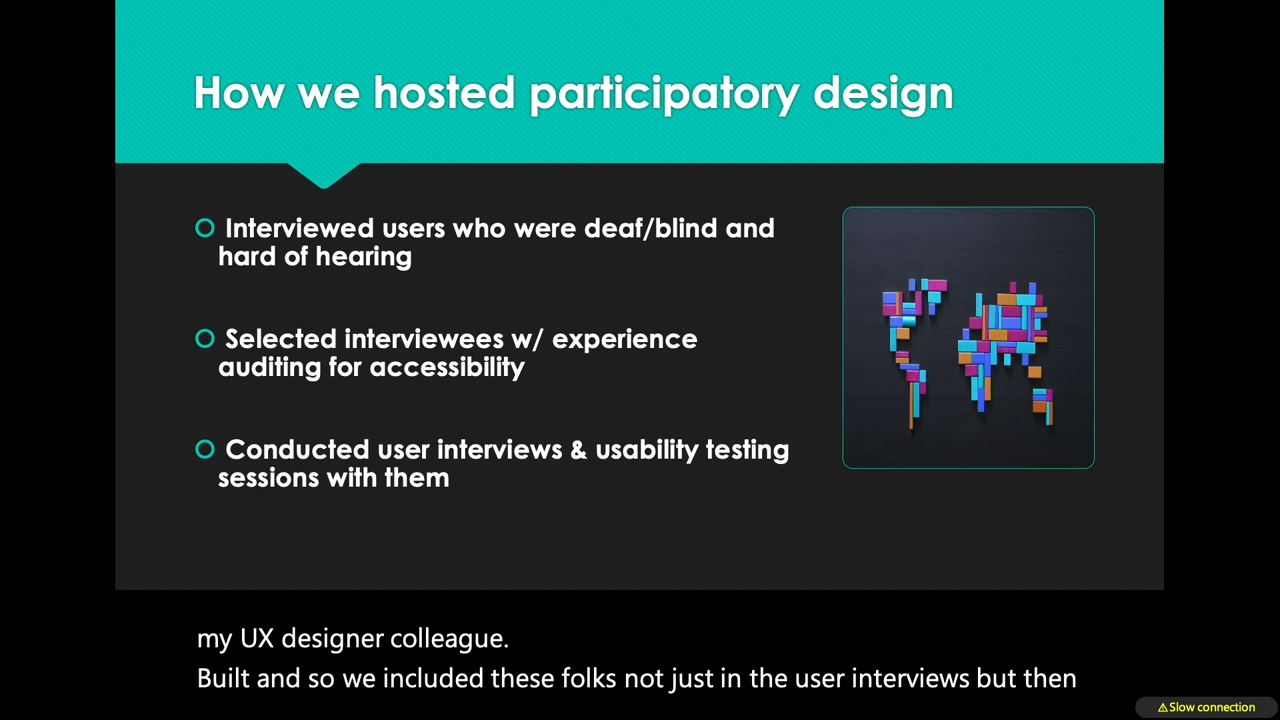 How we hosted participatory design
Interviewed users who were deaf/blind and
hard of hearing
Selected interviewees w/ experience
auditing for accessibility
Conducted user interviews & usability testing
sessions with them
my UX designer colleague.
Built and so we included these folks not just in the user interviews but then
⚠Slow connection